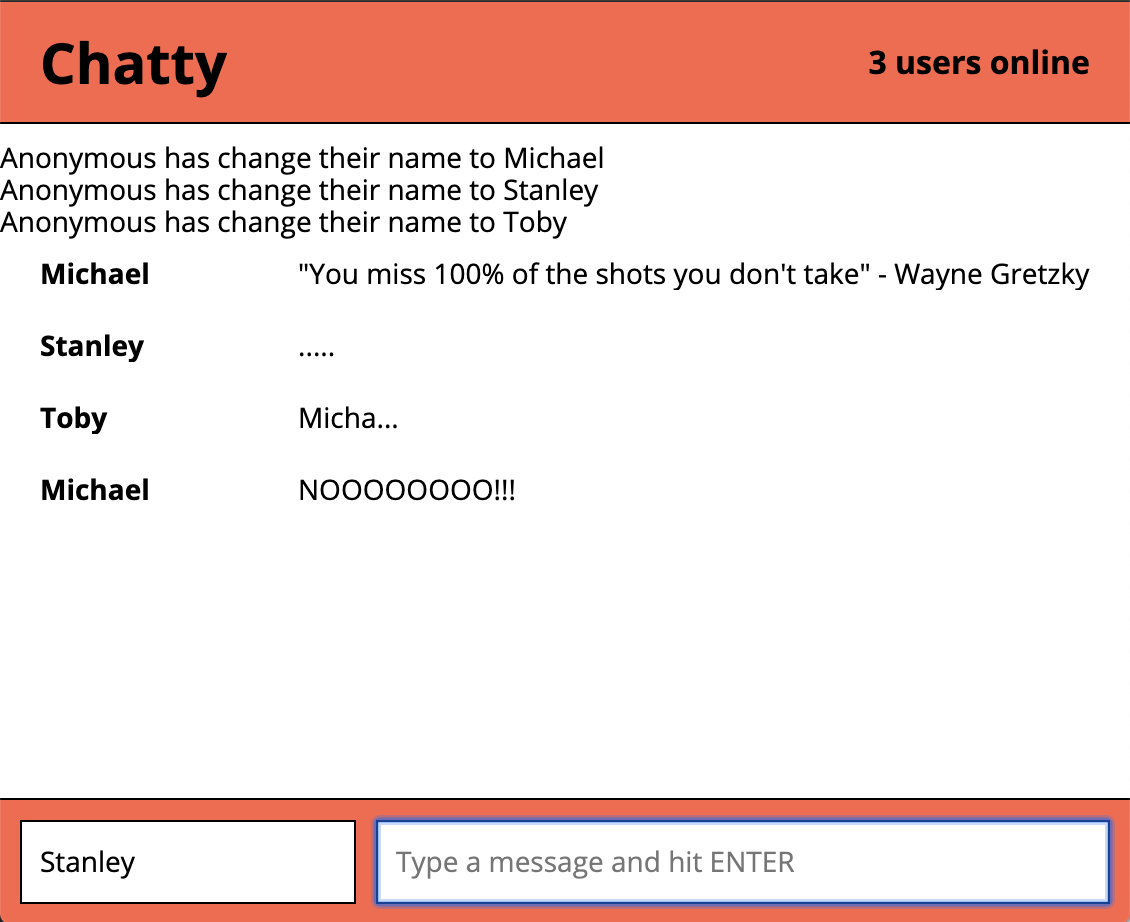 Chatty
3 users online
Anonymous has change their name to Michael
Anonymous has change their name to Stanley
Anonymous has change their name to Toby
Michael "You miss 100% of the shots you don't take" - Wayne Gretzky
Stanley .....
Toby Micha...
Michael NOOOOOOOO!!!
Stanley
Type a message and hit ENTER